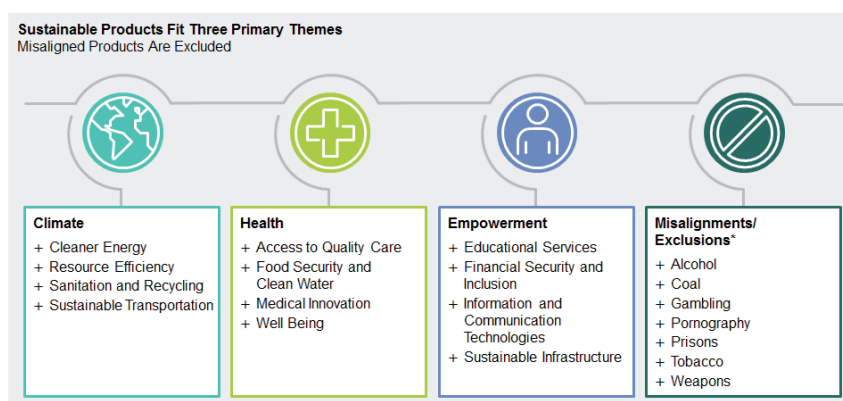 Sustainable Products Fit Three Primary Themes
Misaligned Products Are Excluded
Climate
+ Cleaner Energy
+ Resource Efficiency
+ Sanitation and Recycling
+ Sustainable Transportation
Health
+ Access to Quality Care
+ Food Security and
Clean Water
+ Medical Innovation
+ Well Being
Empowerment
+ Educational Services
+ Financial Security and
Inclusion
+ Information and
Communication
Technologies
+ Sustainable Infrastructure
Misalignments/
Exclusions*
+ Alcohol
+ Coal
+ Gambling
+ Pornography
+ Prisons
+ Tobacco
+ Weapons